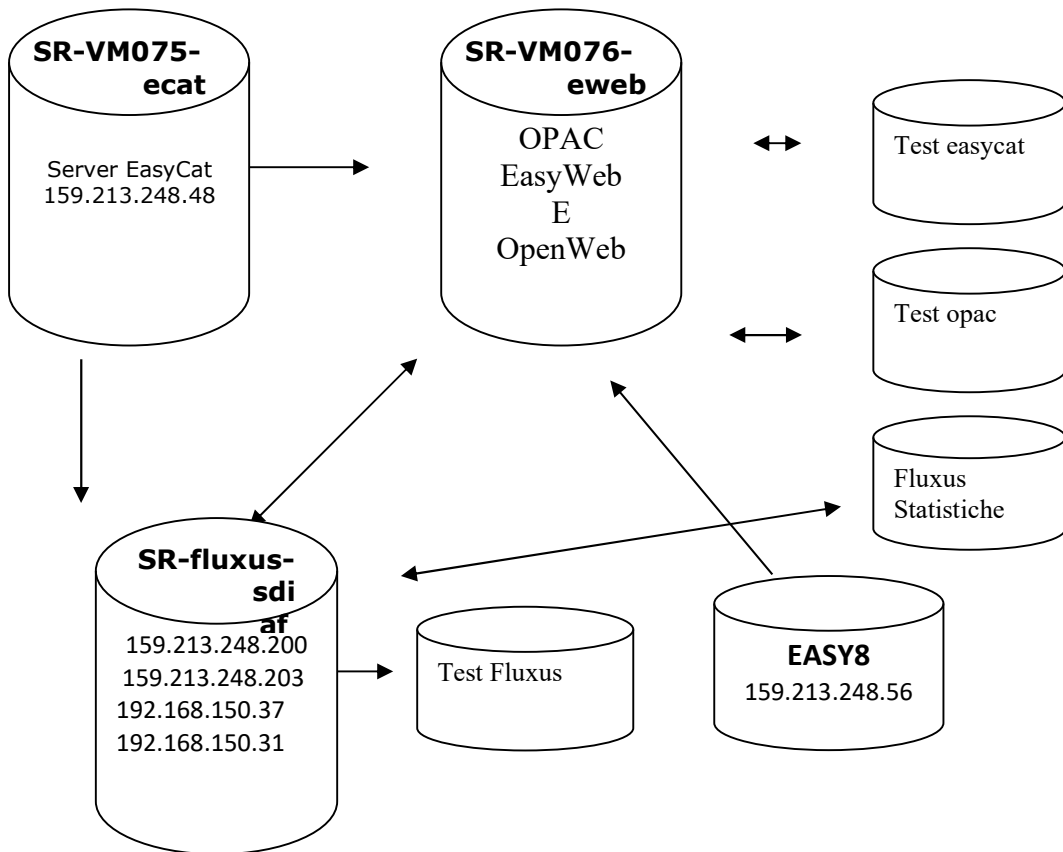 SR-VM075-
ecat
Server EasyCat
159.213.248.48
SR-VM076-
eweb
OPAC
EasyWeb
E
OpenWeb
Test easycat
Test opac
Fluxus
Statistiche
SR-fluxus-
sdi
af
159.213.248.200
159.213.248.203
192.168.150.37
192.168.150.31
Test Fluxus
EASY8
159.213.248.56